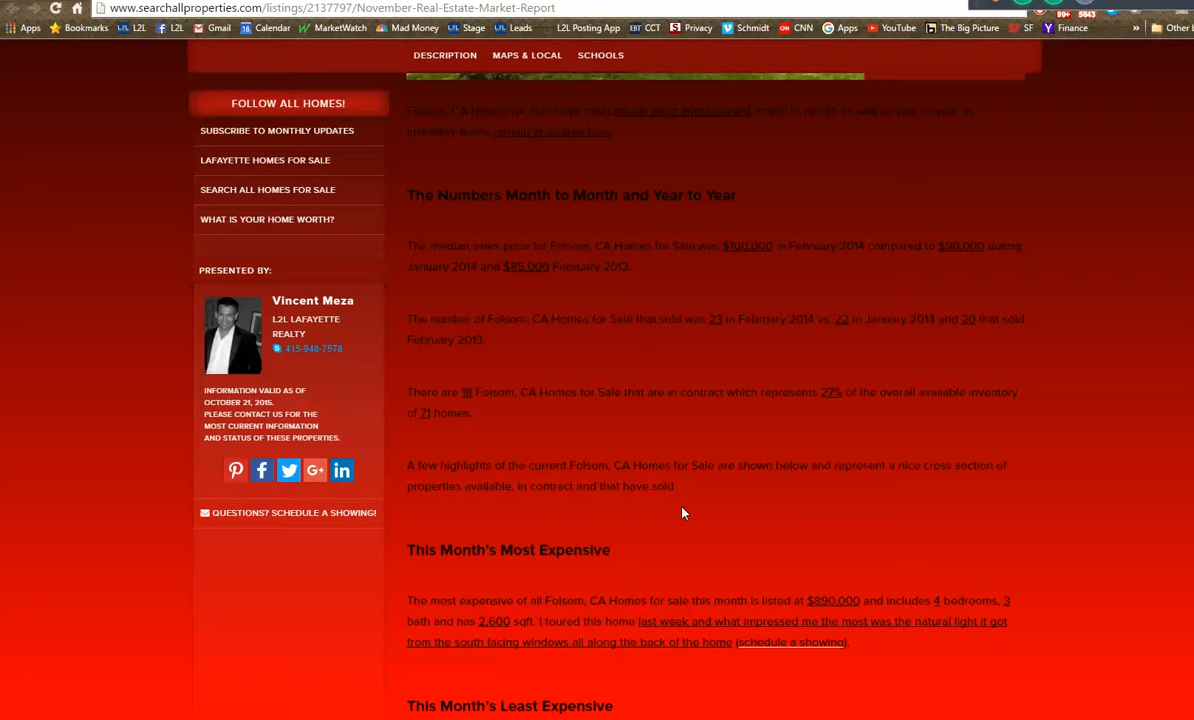 www.searchallproperties.com/listings/2137797/November-Real-Estate-Market-Report
Apps Bookmarks L2L L2L Gmail Calendar MarketWatch Mad Money Stage Leads L2L Posting App CCT Privacy Schmidt CNN Apps YouTube The Big Picture SF Finance » Other
99+ 5643
DESCRIPTION MAPS & LOCAL SCHOOLS
FOLLOW ALL HOMES!
SUBSCRIBE TO MONTHLY UPDATES
LAFAYETTE HOMES FOR SALE
SEARCH ALL HOMES FOR SALE
WHAT IS YOUR HOME WORTH?
PRESENTED BY:
Vincent Meza
L2L LAFAYETTE
REALTY
415-948-7578
INFORMATION VALID AS OF
OCTOBER 21, 2015.
PLEASE CONTACT US FOR THE
MOST CURRENT INFORMATION
AND STATUS OF THESE PROPERTIES.
QUESTIONS? SCHEDULE A SHOWING!
Folsom, CA Homes for Sale have seen steady price improvement month to month as well as year to year as
inventory levels remain at all-time lows.
The Numbers Month to Month and Year to Year
The median sales price for Folsom, CA Homes for Sale was $100,000 in February 2014 compared to $90,000 during
January 2014 and $85,000 February 2013.
The number of Folsom, CA Homes for Sale that sold was 23 in February 2014 vs. 22 in January 2014 and 20 that sold
February 2013.
There are 18 Folsom, CA Homes for Sale that are in contract which represents 27% of the overall available inventory
of 71 homes.
A few highlights of the current Folsom, CA Homes for Sale are shown below and represent a nice cross section of
properties available, in contract and that have sold.
This Month's Most Expensive
The most expensive of all Folsom, CA Homes for sale this month is listed at $890,000 and includes 4 bedrooms, 3
bath and has 2,600 sqft. I toured this home last week and what impressed me the most was the natural light it got
from the south facing windows all along the back of the home (schedule a showing).
This Month's Least Expensive